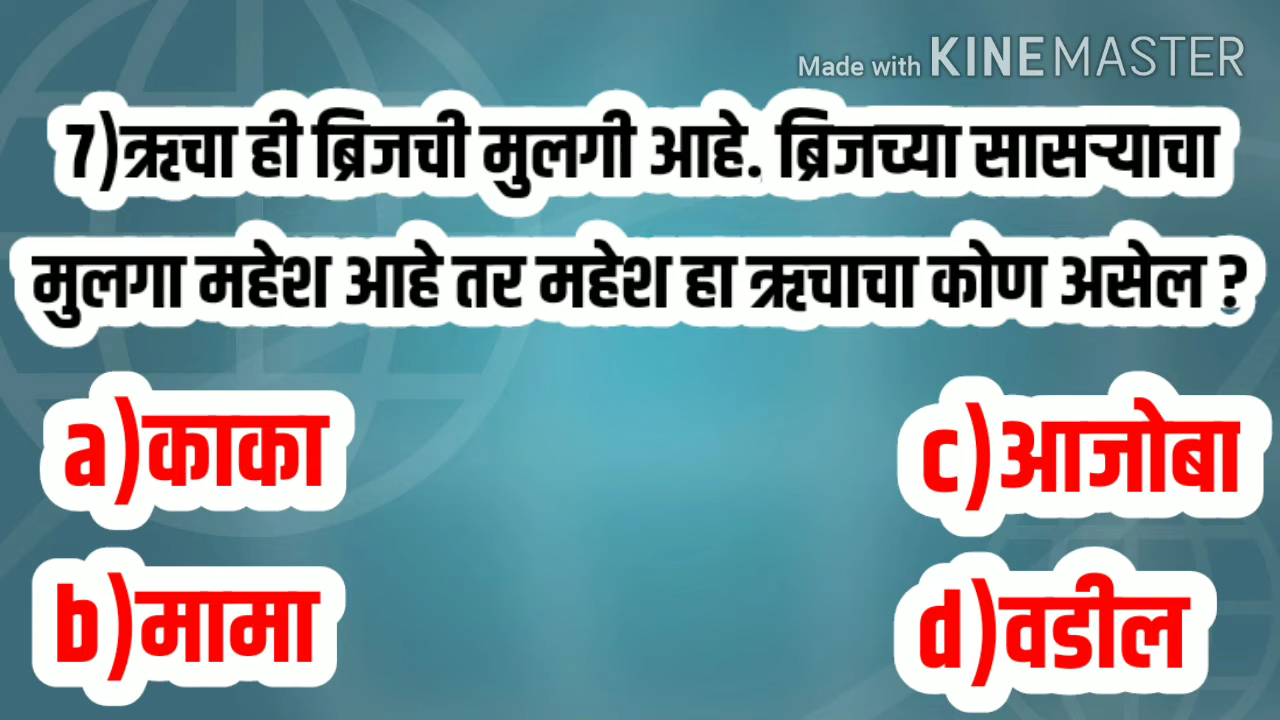 Made with KINEMASTER
7)ऋचा ही ब्रिजची मुलगी आहे. ब्रिजच्या सासऱ्याचा
मुलगा महेश आहे तर महेश हा ऋचाचा कोण असेल ?
a)काका
c)आजोबा
b)मामा
d)वडील